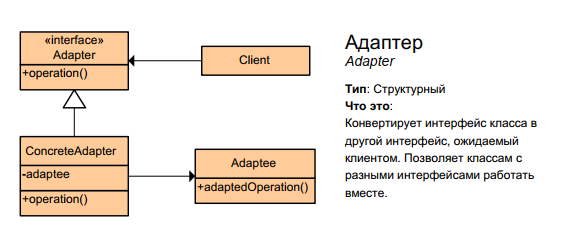 «interface»
Adapter
+operation()
Client
ConcreteAdapter
-adaptee
+operation()
Adaptee
+adaptedOperation()
Адаптер
Adapter
Тип: Структурный
Что это:
Конвертирует интерфейс класса в
другой интерфейс, ожидаемый
клиентом. Позволяет классам с
разными интерфейсами работать
вместе.